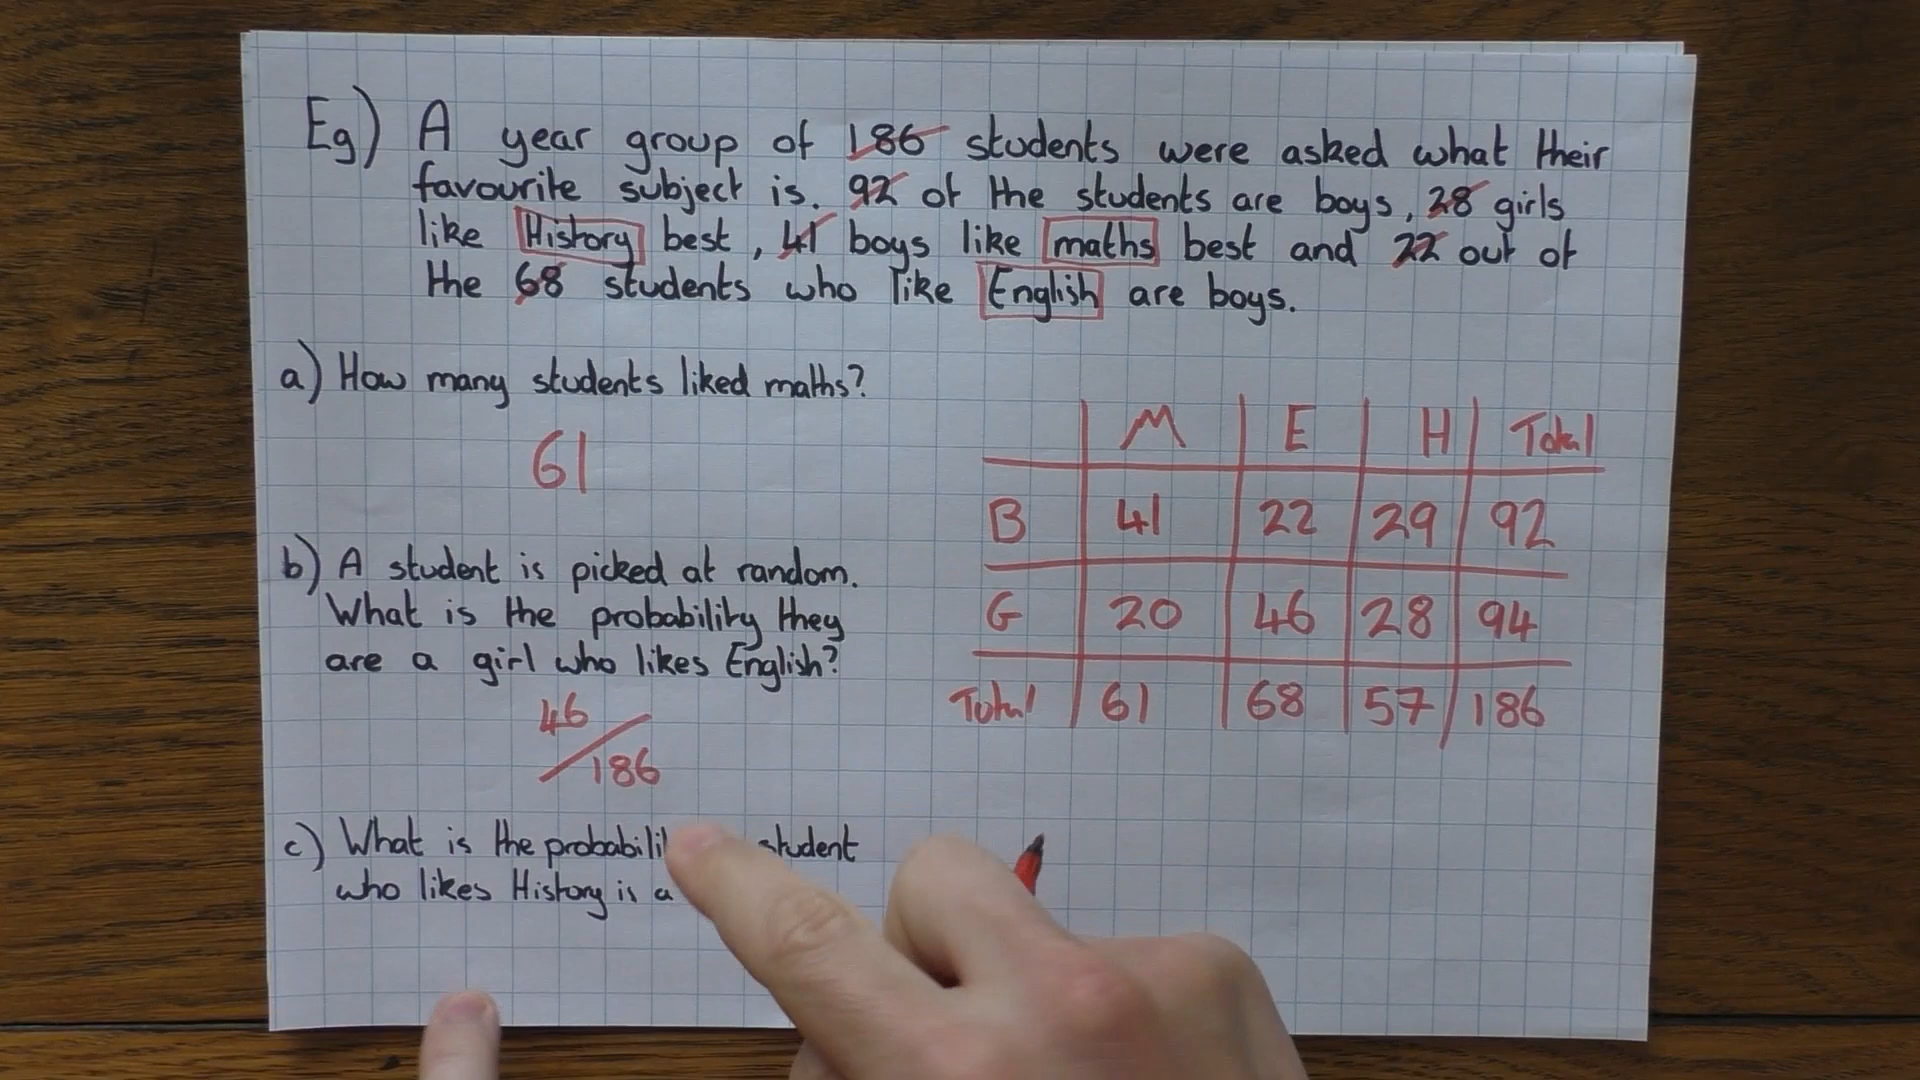 Eg) A year group of 186 students were asked what their
favourite subject is. 92 of the students are boys, 28 girls
like History best, 41 boys like maths best and 22 out of
the 68 students who like English are boys.
a) How many students liked maths?
61
b) A student is picked at random.
What is the probability they
are a girl who likes English?
46/186
c) What is the student
who likes History is a
M E H Total
B 41 22 29 92
G 20 46 28 94
Total 61 68 57 186